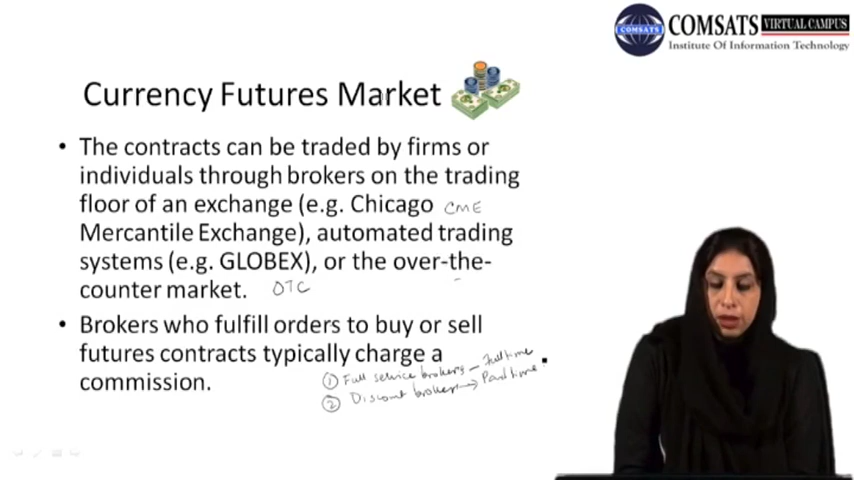 COMSATS
COMSATS VIRTUAL CAMPUS
Institute Of Information Technology
Currency Futures Market
• The contracts can be traded by firms or
individuals through brokers on the trading
floor of an exchange (e.g. Chicago CME
Mercantile Exchange), automated trading
systems (e.g. GLOBEX), or the over-the-
counter market. OTC
• Brokers who fulfill orders to buy or sell
futures contracts typically charge a
commission.
① Full service brokers - Full time
② Discount brokers →